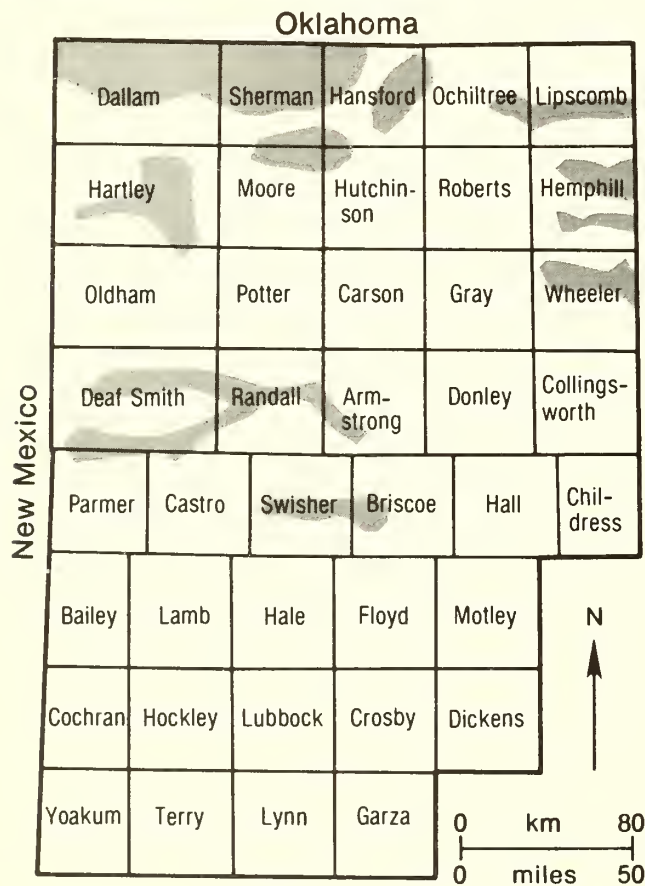 Oklahoma
Dallam Sherman Hansford Ochiltree Lipscomb
Hartley Moore Hutchin-
son Roberts Hemphill
Oldham Potter Carson Gray Wheeler
New Mexico
Deaf Smith Randall Arm-
strong Donley Collings-
worth
Parmer Castro Swisher Briscoe Hall Chil-
dress
Bailey Lamb Hale Floyd Motley
N
Cochran Hockley Lubbock Crosby Dickens
Yoakum Terry Lynn Garza
0 km 80
0 miles 50